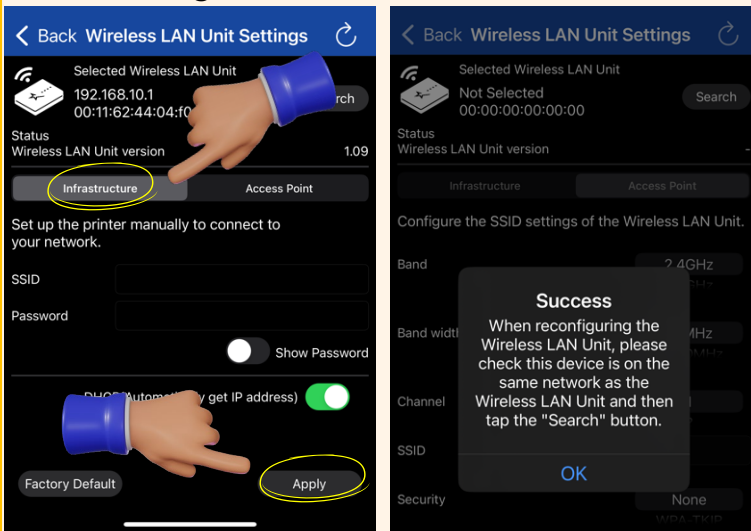 Back Wireless LAN Unit Settings
Selected Wireless LAN Unit
192.168.10.1
00:11:62:44:04:f0
Status
Wireless LAN Unit version 1.09
Infrastructure Access Point
Set up the printer manually to connect to
your network.
SSID
Password
Show Password
get IP address)
Factory Default Apply
Back Wireless LAN Unit Settings
Selected Wireless LAN Unit
Not Selected
00:00:00:00:00:00
Search
Status
Wireless LAN Unit version -
Infrastructure Access Point
Configure the SSID settings of the Wireless LAN Unit.
Band 2.4GHz
Channel
SSID
Security None
WPA-TKIP
Success
When reconfiguring the
Wireless LAN Unit, please
check this device is on the
same network as the
Wireless LAN Unit and then
tap the "Search" button.
OK